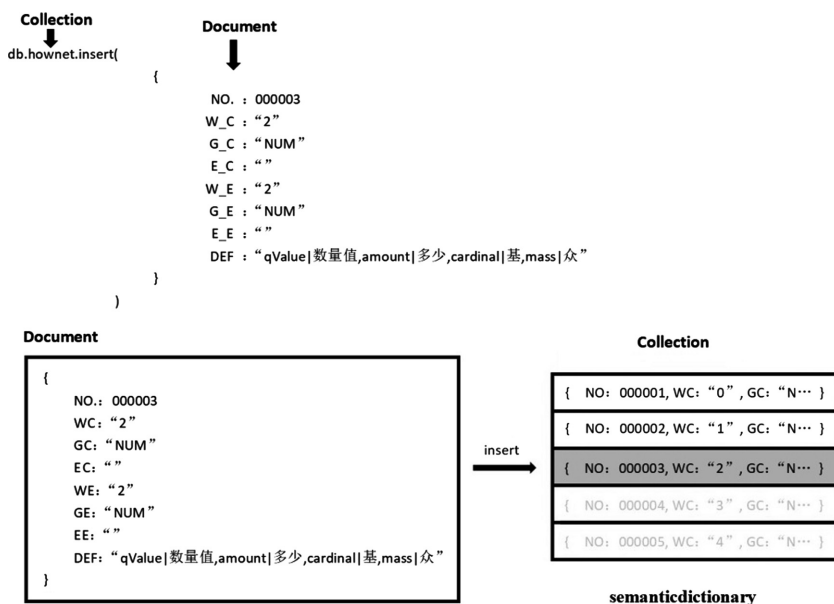 Collection
Document
db.hownet.insert(
{
NO. : 000003
W_C : “2”
G_C : “NUM”
E_C : “”
W_E : “2”
G_E : “NUM”
E_E : “”
DEF : “qValue|数量值,amount|多少,cardinal|基,mass|众”
}
)
Document
{
NO.: 000003
WC: “2”
GC: “NUM”
EC: “”
WE: “2”
GE: “NUM”
EE: “”
DEF: “qValue|数量值,amount|多少,cardinal|基,mass|众”
}
insert
Collection
{ NO: 000001, WC: “0”, GC: “N… }
{ NO: 000002, WC: “1”, GC: “N… }
{ NO: 000003, WC: “2”, GC: “N… }
{ NO: 000004, WC: “3”, GC: “N… }
{ NO: 000005, WC: “4”, GC: “N… }
semanticdictionary